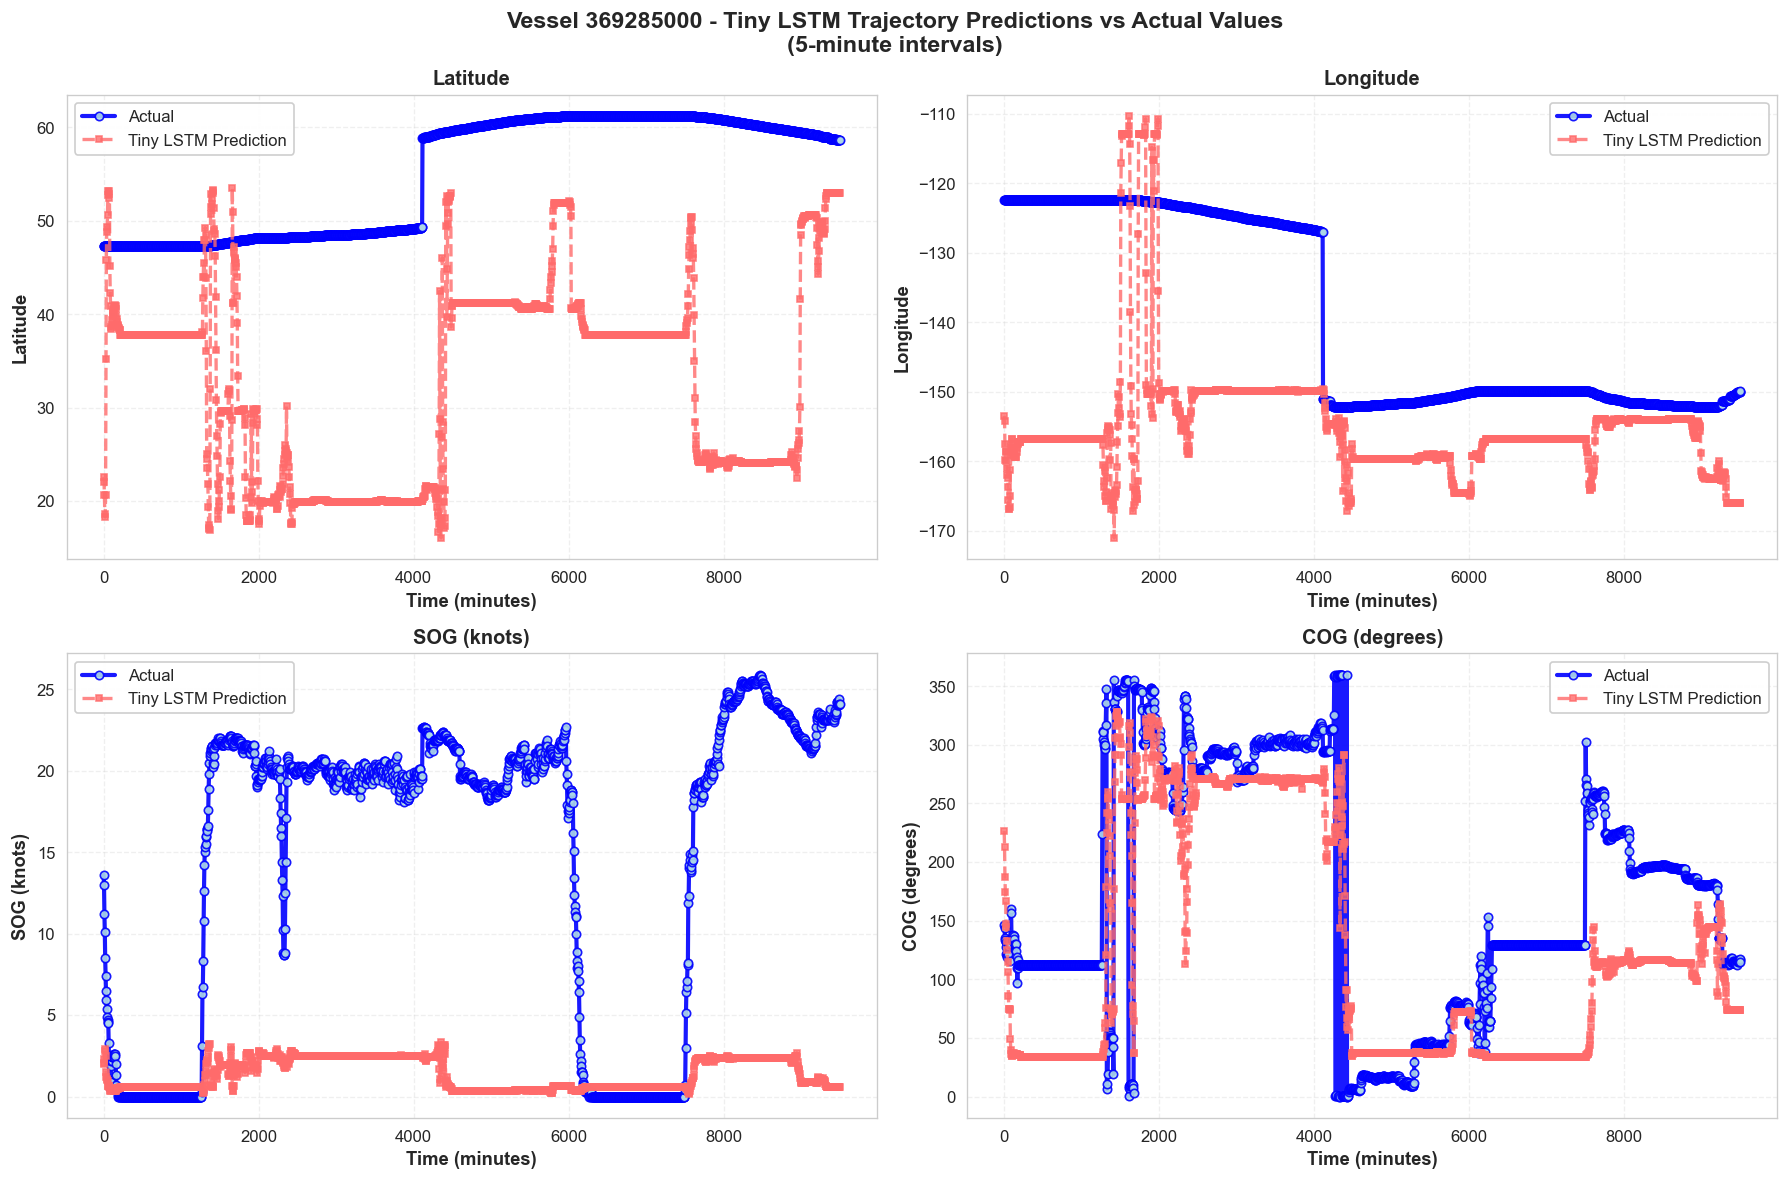 Vessel 369285000 - Tiny LSTM Trajectory Predictions vs Actual Values
(5-minute intervals)
Latitude
Actual
Tiny LSTM Prediction
60
50
40
30
20
Latitude
0 2000 4000 6000 8000
Time (minutes)
Longitude
Actual
Tiny LSTM Prediction
−110
−120
−130
−140
−150
−160
−170
Longitude
0 2000 4000 6000 8000
Time (minutes)
SOG (knots)
Actual
Tiny LSTM Prediction
25
20
15
10
5
0
SOG (knots)
0 2000 4000 6000 8000
Time (minutes)
COG (degrees)
Actual
Tiny LSTM Prediction
350
300
250
200
150
100
50
0
COG (degrees)
0 2000 4000 6000 8000
Time (minutes)